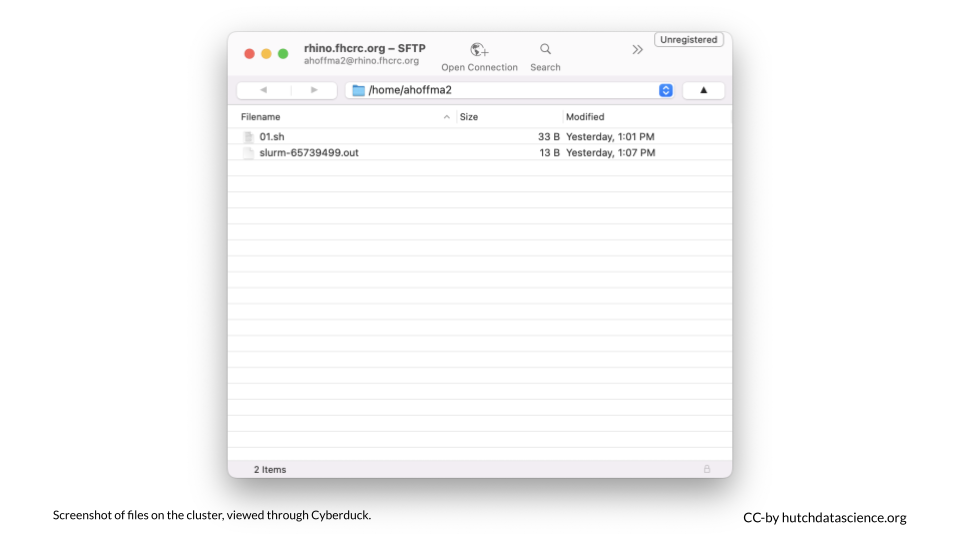 rhino.fhcrc.org – SFTP
ahoffma2@rhino.fhcrc.org
Open Connection
Search
Unregistered
/home/ahoffma2
Filename Size Modified
01.sh 33 B Yesterday, 1:01 PM
slurm-65739499.out 13 B Yesterday, 1:07 PM
2 Items
Screenshot of files on the cluster, viewed through Cyberduck.
CC-by hutchdatascience.org